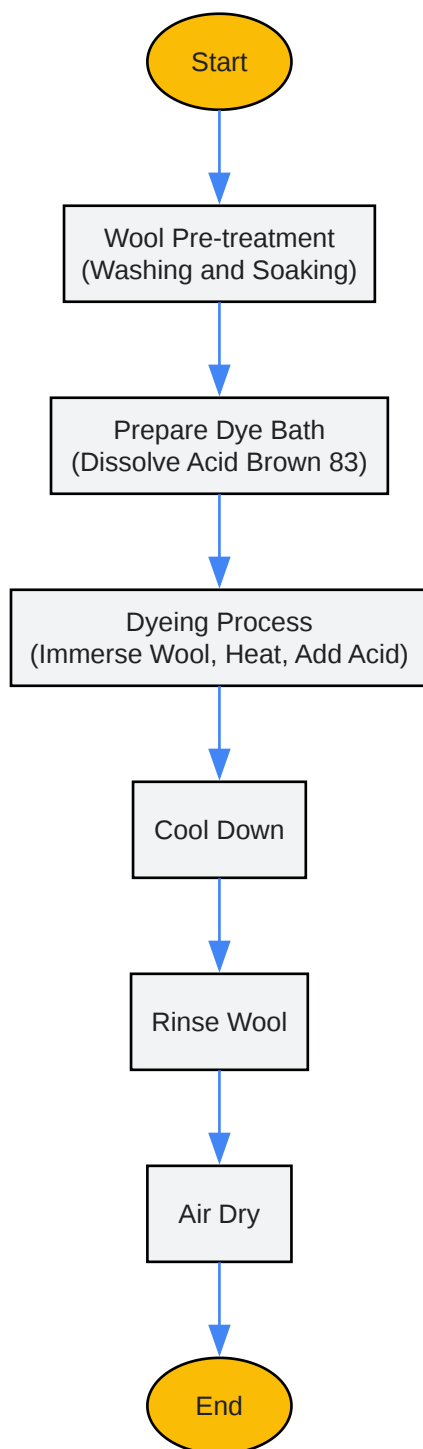 Start
Wool Pre-treatment
(Washing and Soaking)
Prepare Dye Bath
(Dissolve Acid Brown 83)
Dyeing Process
(Immerse Wool, Heat, Add Acid)
Cool Down
Rinse Wool
Air Dry
End